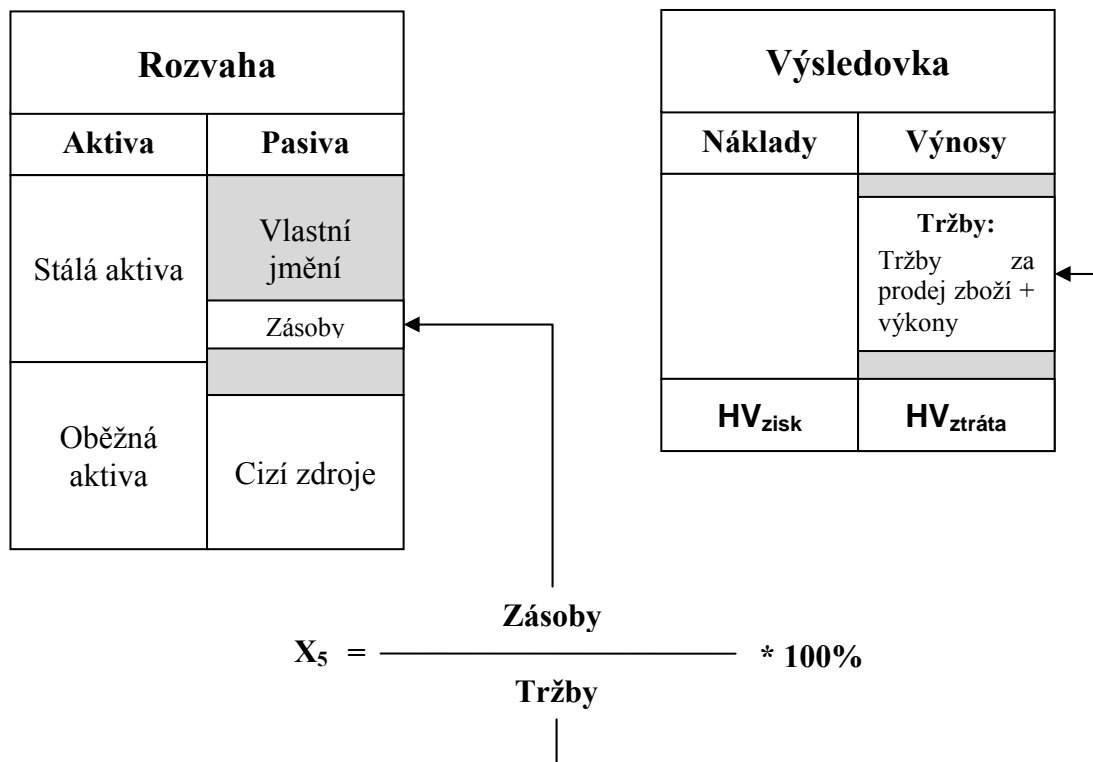 Rozvaha
Aktiva
Pasiva
Stálá aktiva
Vlastní
jmění
Zásoby
Oběžná
aktiva
Cizí zdroje
Výsledovka
Náklady
Výnosy
Tržby:
Tržby za
prodej zboží +
výkony
HVzisk
HVztráta
Zásoby
X5 = * 100%
Tržby